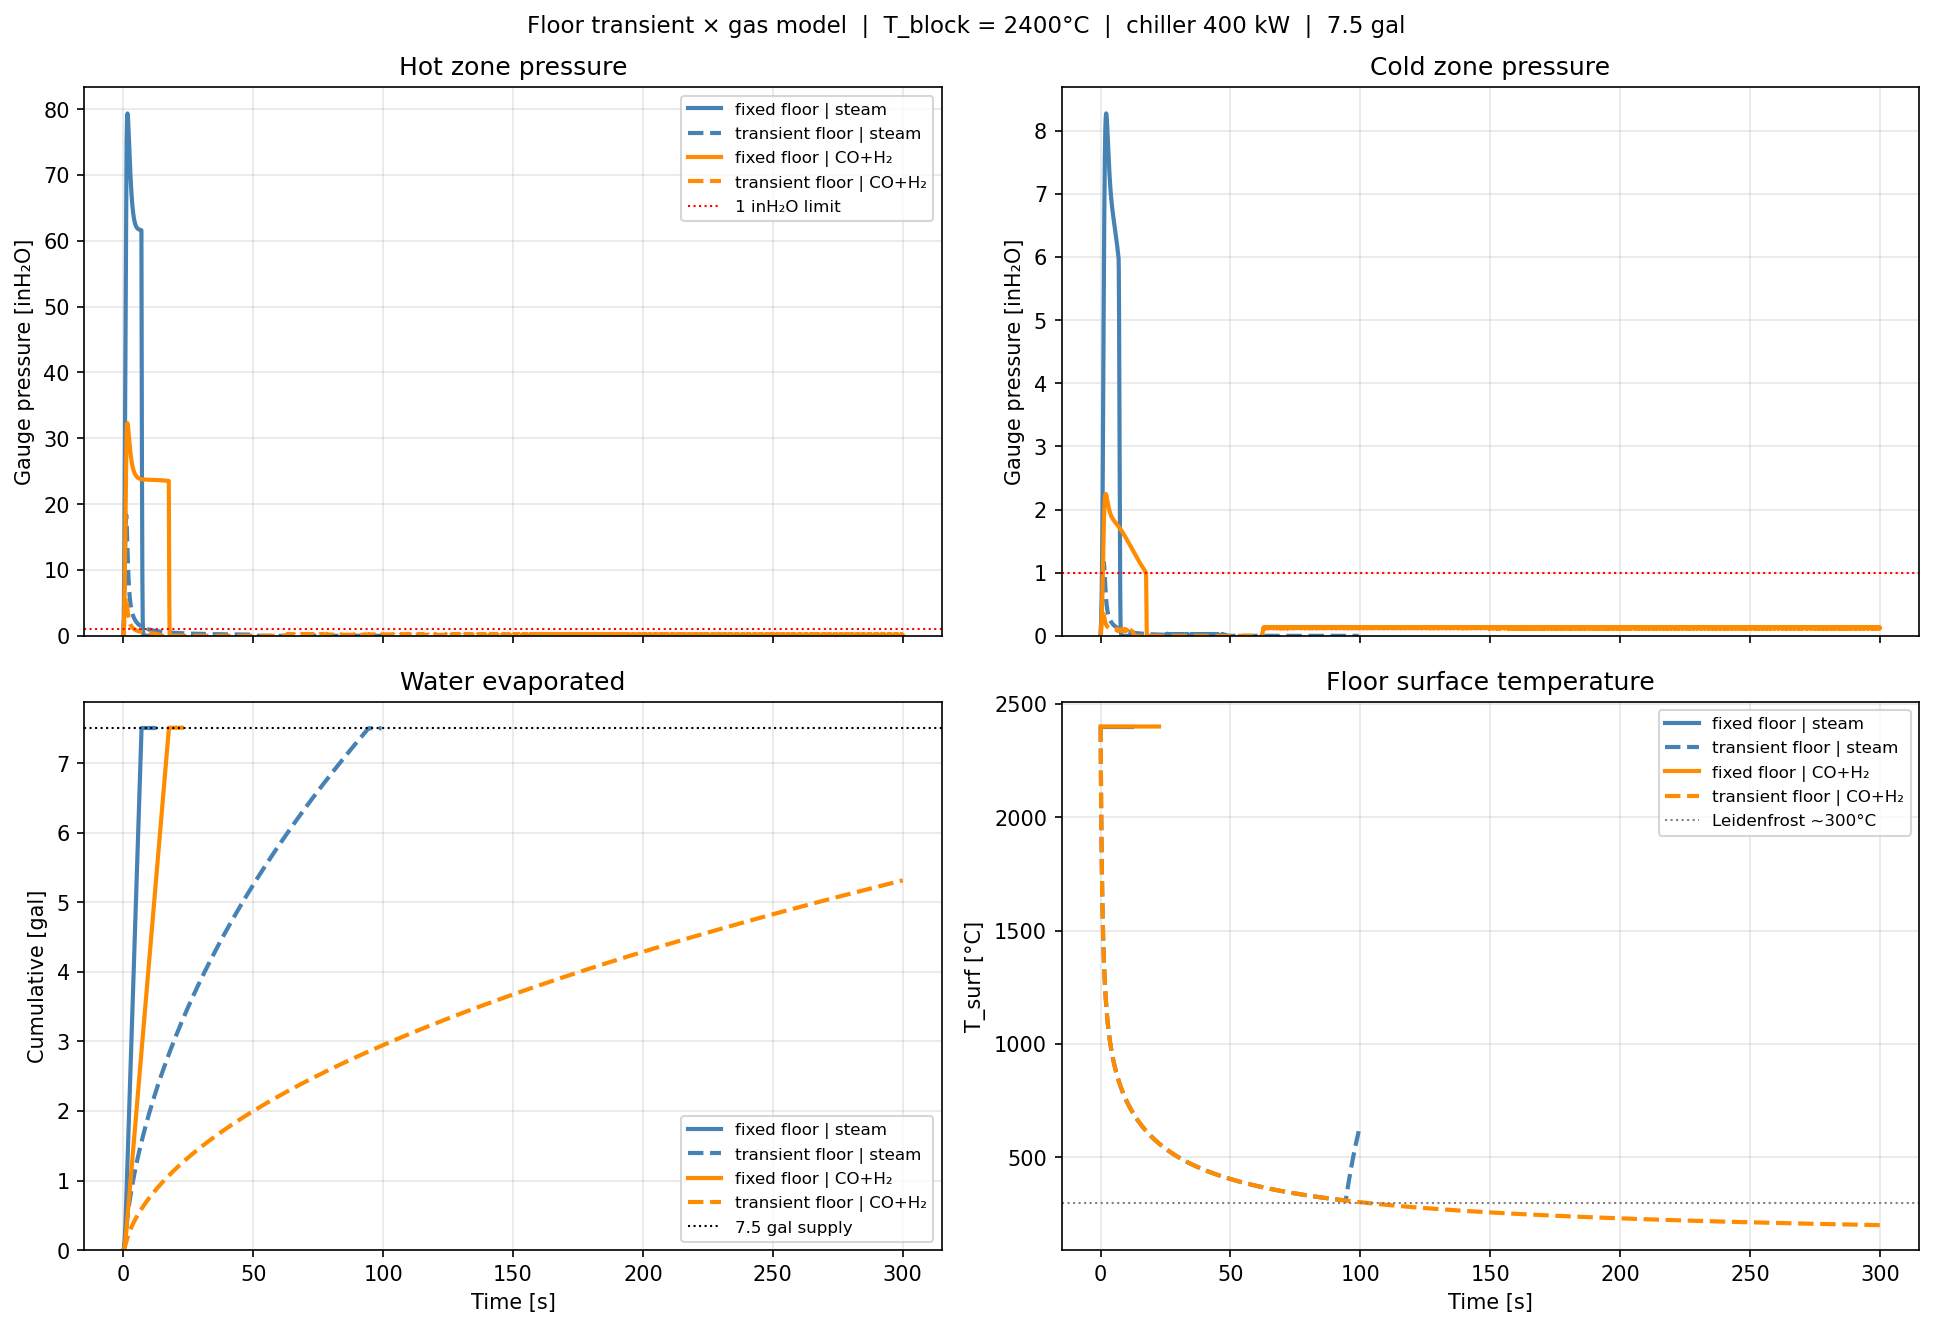 Floor transient × gas model  |  T_block = 2400°C  |  chiller 400 kW  |  7.5 gal
Hot zone pressure
Gauge pressure [inH₂O]
80
70
60
50
40
30
20
10
0
fixed floor | steam
transient floor | steam
fixed floor | CO+H₂
transient floor | CO+H₂
1 inH₂O limit
Cold zone pressure
Gauge pressure [inH₂O]
8
7
6
5
4
3
2
1
0
Water evaporated
Cumulative [gal]
7
6
5
4
3
2
1
0
fixed floor | steam
transient floor | steam
fixed floor | CO+H₂
transient floor | CO+H₂
7.5 gal supply
0 50 100 150 200 250 300
Time [s]
Floor surface temperature
T_surf [°C]
2500
2000
1500
1000
500
fixed floor | steam
transient floor | steam
fixed floor | CO+H₂
transient floor | CO+H₂
Leidenfrost ~300°C
0 50 100 150 200 250 300
Time [s]